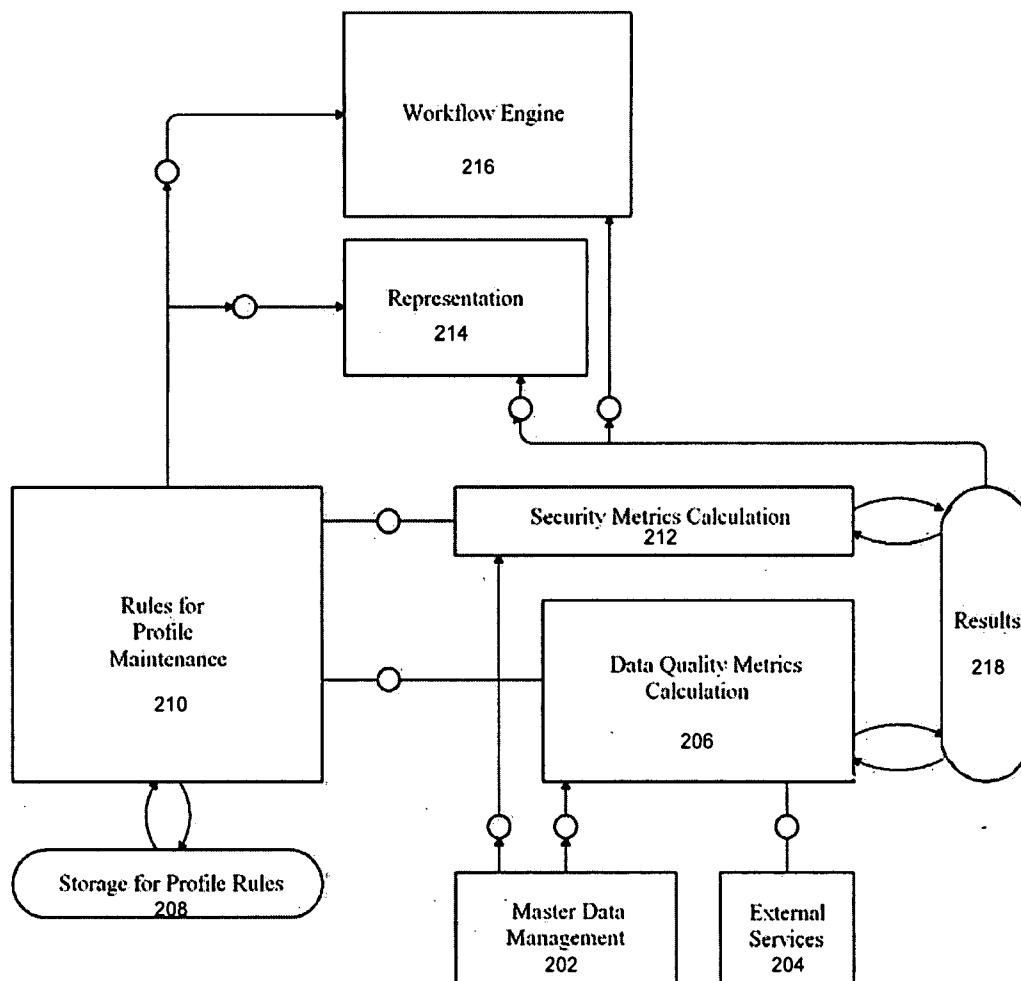 Workflow Engine
216
Representation
214
Security Metrics Calculation
212
Rules for
Profile
Maintenance
210
Data Quality Metrics
Calculation
206
Results
218
Storage for Profile Rules
208
Master Data
Management
202
External
Services
204